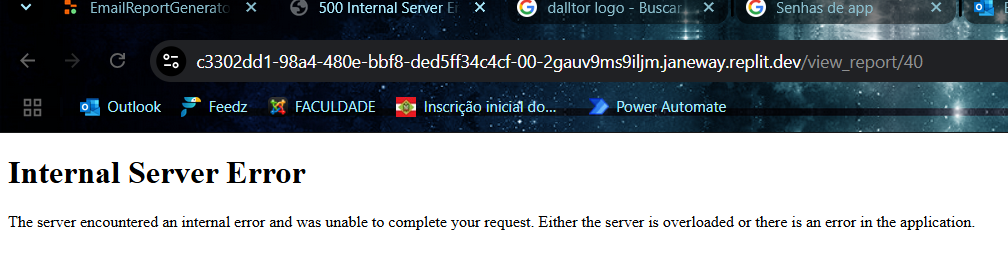 EmailReportGenerato
500 Internal Server E
dalltor logo - Buscar
Senhas de app
c3302dd1-98a4-480e-bbf8-ded5ff34c4cf-00-2gauv9ms9iljm.janeway.replit.dev/view_report/40
Outlook Feedz FACULDADE Inscrição inicial do... Power Automate
Internal Server Error
The server encountered an internal error and was unable to complete your request. Either the server is overloaded or there is an error in the application.